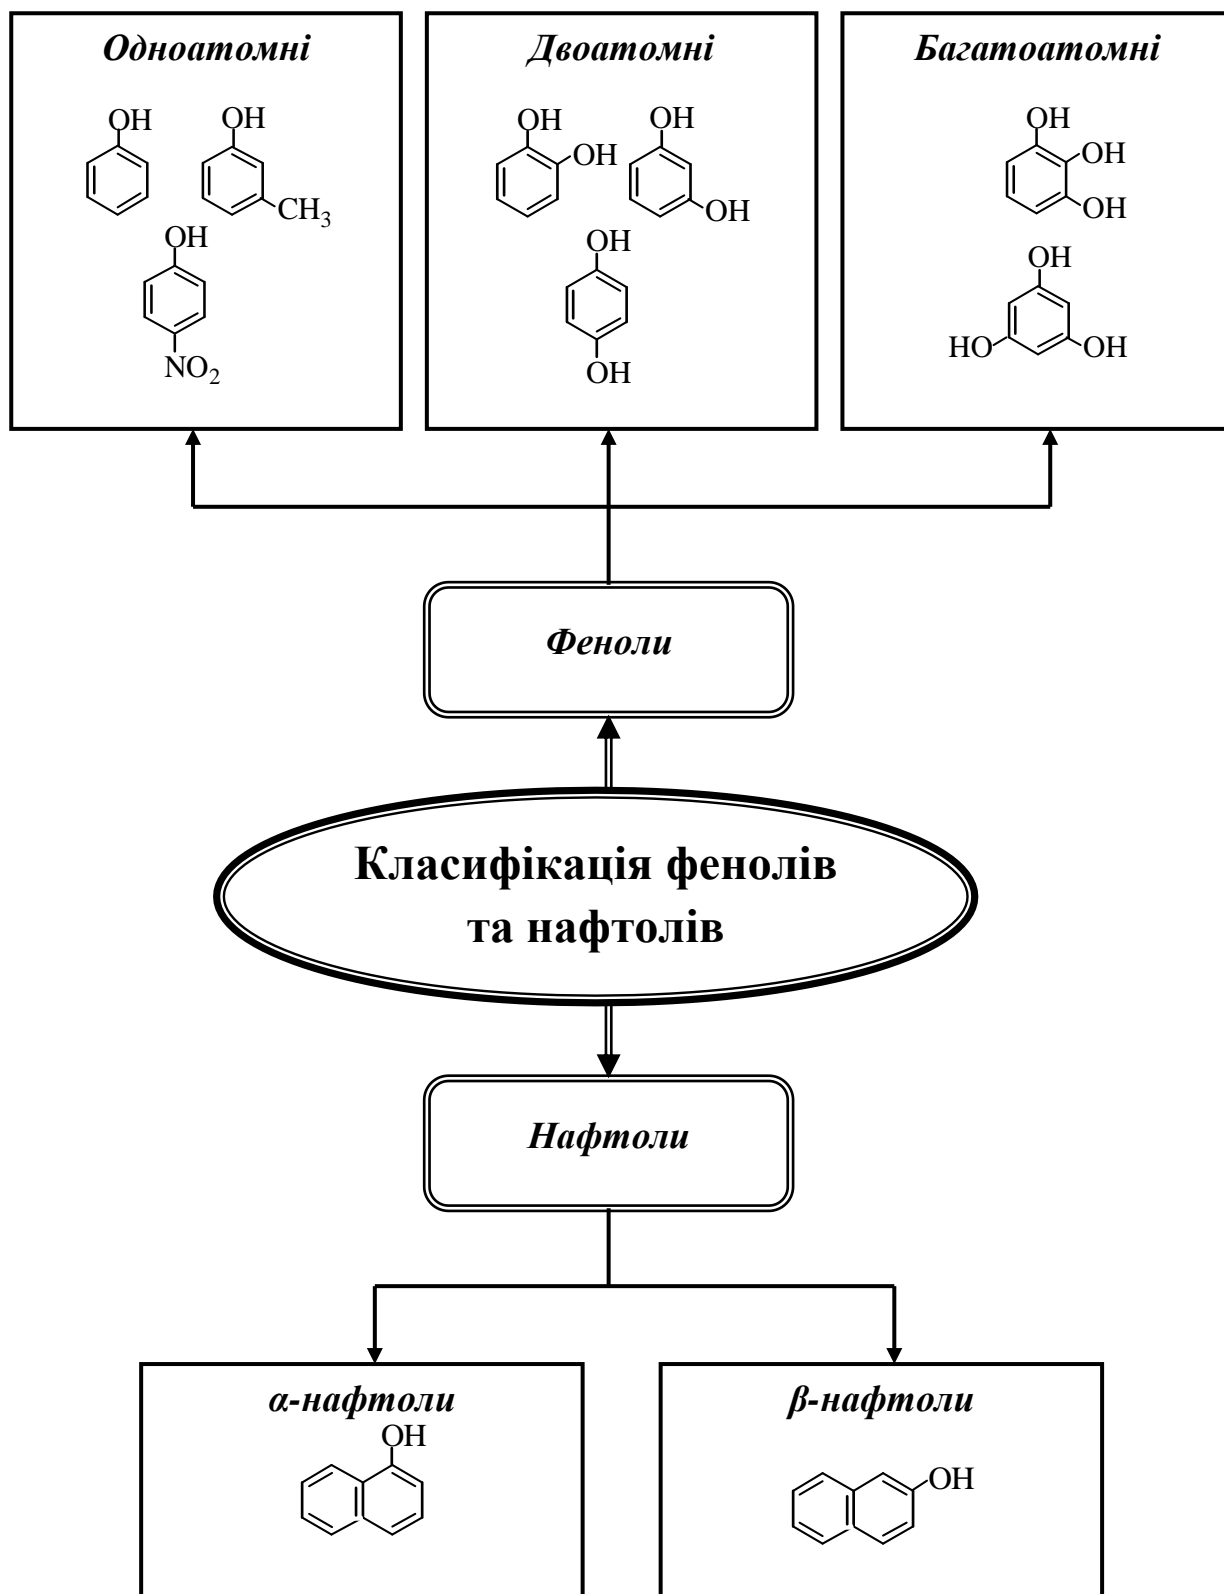 Одноатомні
Двоатомні
Багатоатомні
OH
OH
CH3
OH
NO2
OH
OH
OH
OH
OH
OH
OH
OH
OH
OH
HO
OH
Феноли
Класифікація фенолів
та нафтолів
Нафтоли
α-нафтоли
OH
β-нафтоли
OH